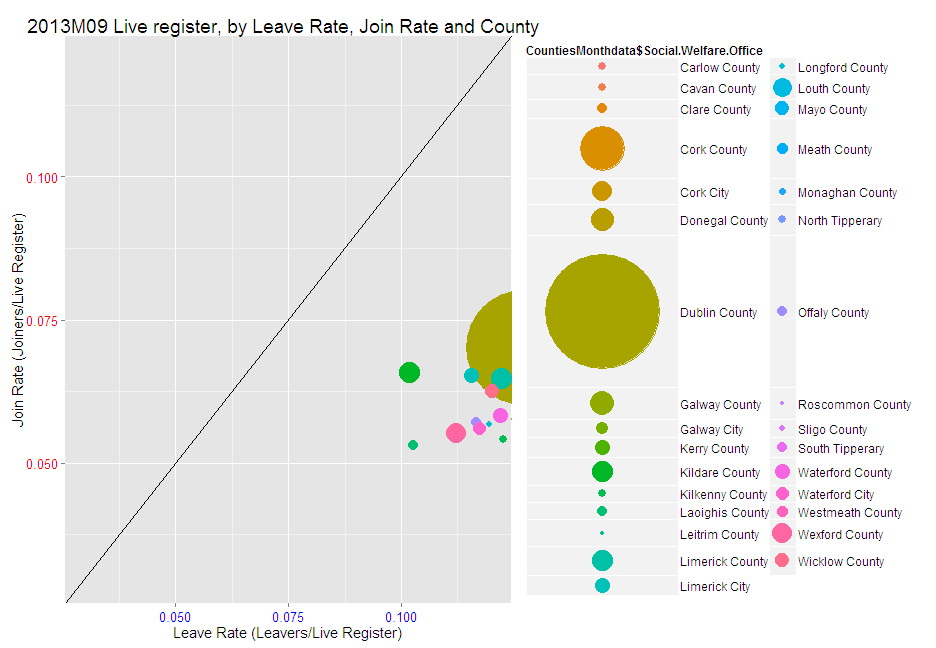 2013M09 Live register, by Leave Rate, Join Rate and County
Join Rate (Joiners/Live Register)
0.100
0.075
0.050
0.050 0.075 0.100
Leave Rate (Leavers/Live Register)
CountiesMonthdata$Social.Welfare.Office
Carlow County
Cavan County
Clare County
Cork County
Cork City
Donegal County
Dublin County
Galway County
Galway City
Kerry County
Kildare County
Kilkenny County
Laoighis County
Leitrim County
Limerick County
Limerick City
Longford County
Louth County
Mayo County
Meath County
Monaghan County
North Tipperary
Offaly County
Roscommon County
Sligo County
South Tipperary
Waterford County
Waterford City
Westmeath County
Wexford County
Wicklow County